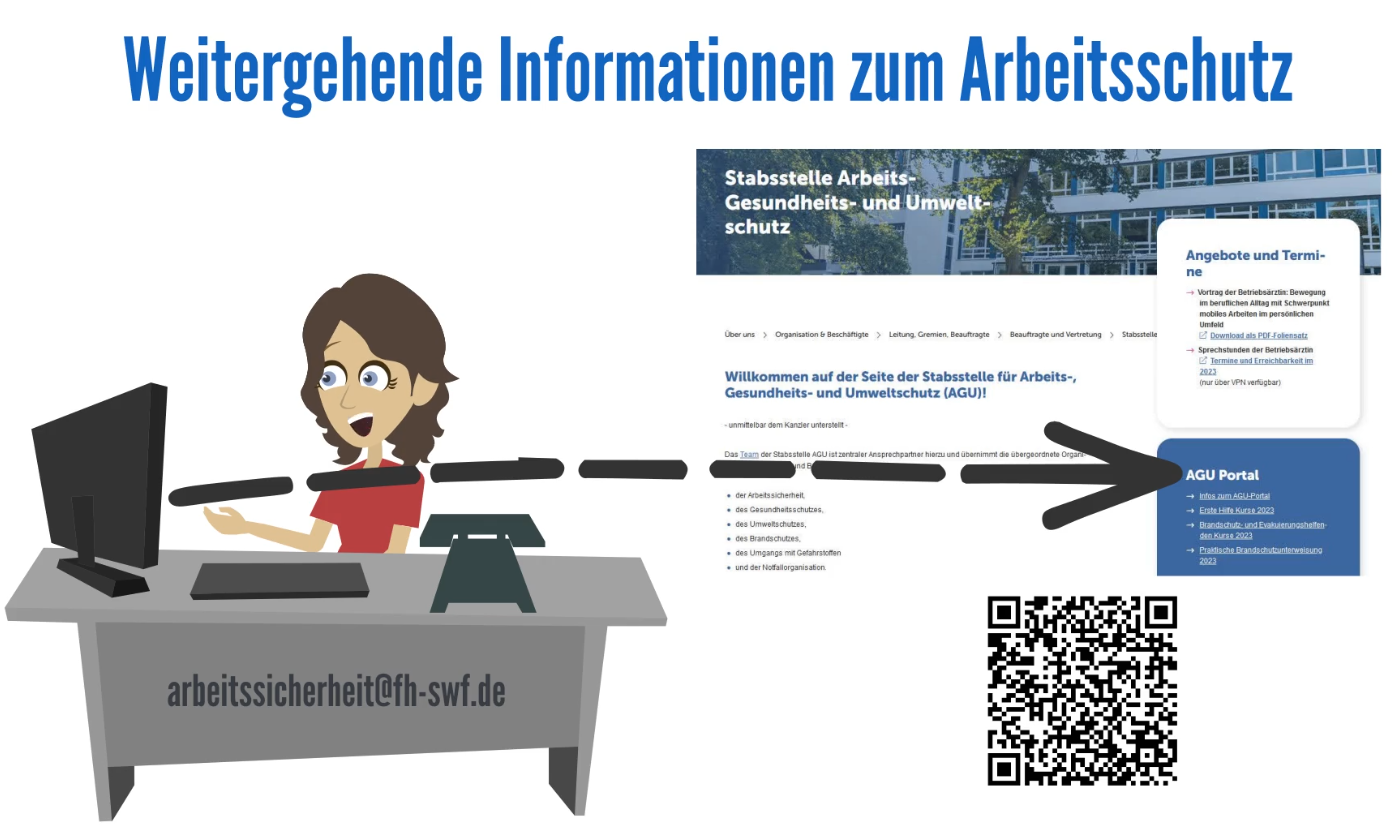 Weitergehende Informationen zum Arbeitsschutz
Stabsstelle Arbeits-
Gesundheits- und Umwelt-
schutz
Angebote und Termi-
ne
→ Vortrag der Betriebsärztin: Bewegung
im beruflichen Alltag mit Schwerpunkt
mobiles Arbeiten im persönlichen
Umfeld
Download als PDF-Foliensatz
→ Sprechstunden der Betriebsärztin
Termine und Erreichbarkeit im
2023
(nur über VPN verfügbar)
Über uns > Organisation & Beschäftigte > Leitung, Gremien, Beauftragte > Beauftragte und Vertretung > Stabsstelle
Willkommen auf der Seite der Stabsstelle für Arbeits-,
Gesundheits- und Umweltschutz (AGU)!
- unmittelbar dem Kanzler unterstellt -
Das Team der Stabsstelle AGU ist zentraler Ansprechpartner hierzu und übernimmt die übergeordnete Organi-
und
• der Arbeitssicherheit,
• des Gesundheitsschutzes,
• des Umweltschutzes,
• des Brandschutzes,
• des Umgangs mit Gefahrstoffen
• und der Notfallorganisation.
AGU Portal
→ Infos zum AGU-Portal
→ Erste Hilfe Kurse 2023
→ Brandschutz- und Evakuierungshelfen-
den Kurse 2023
→ Praktische Brandschutzunterweisung
2023
arbeitssicherheit@fh-swf.de